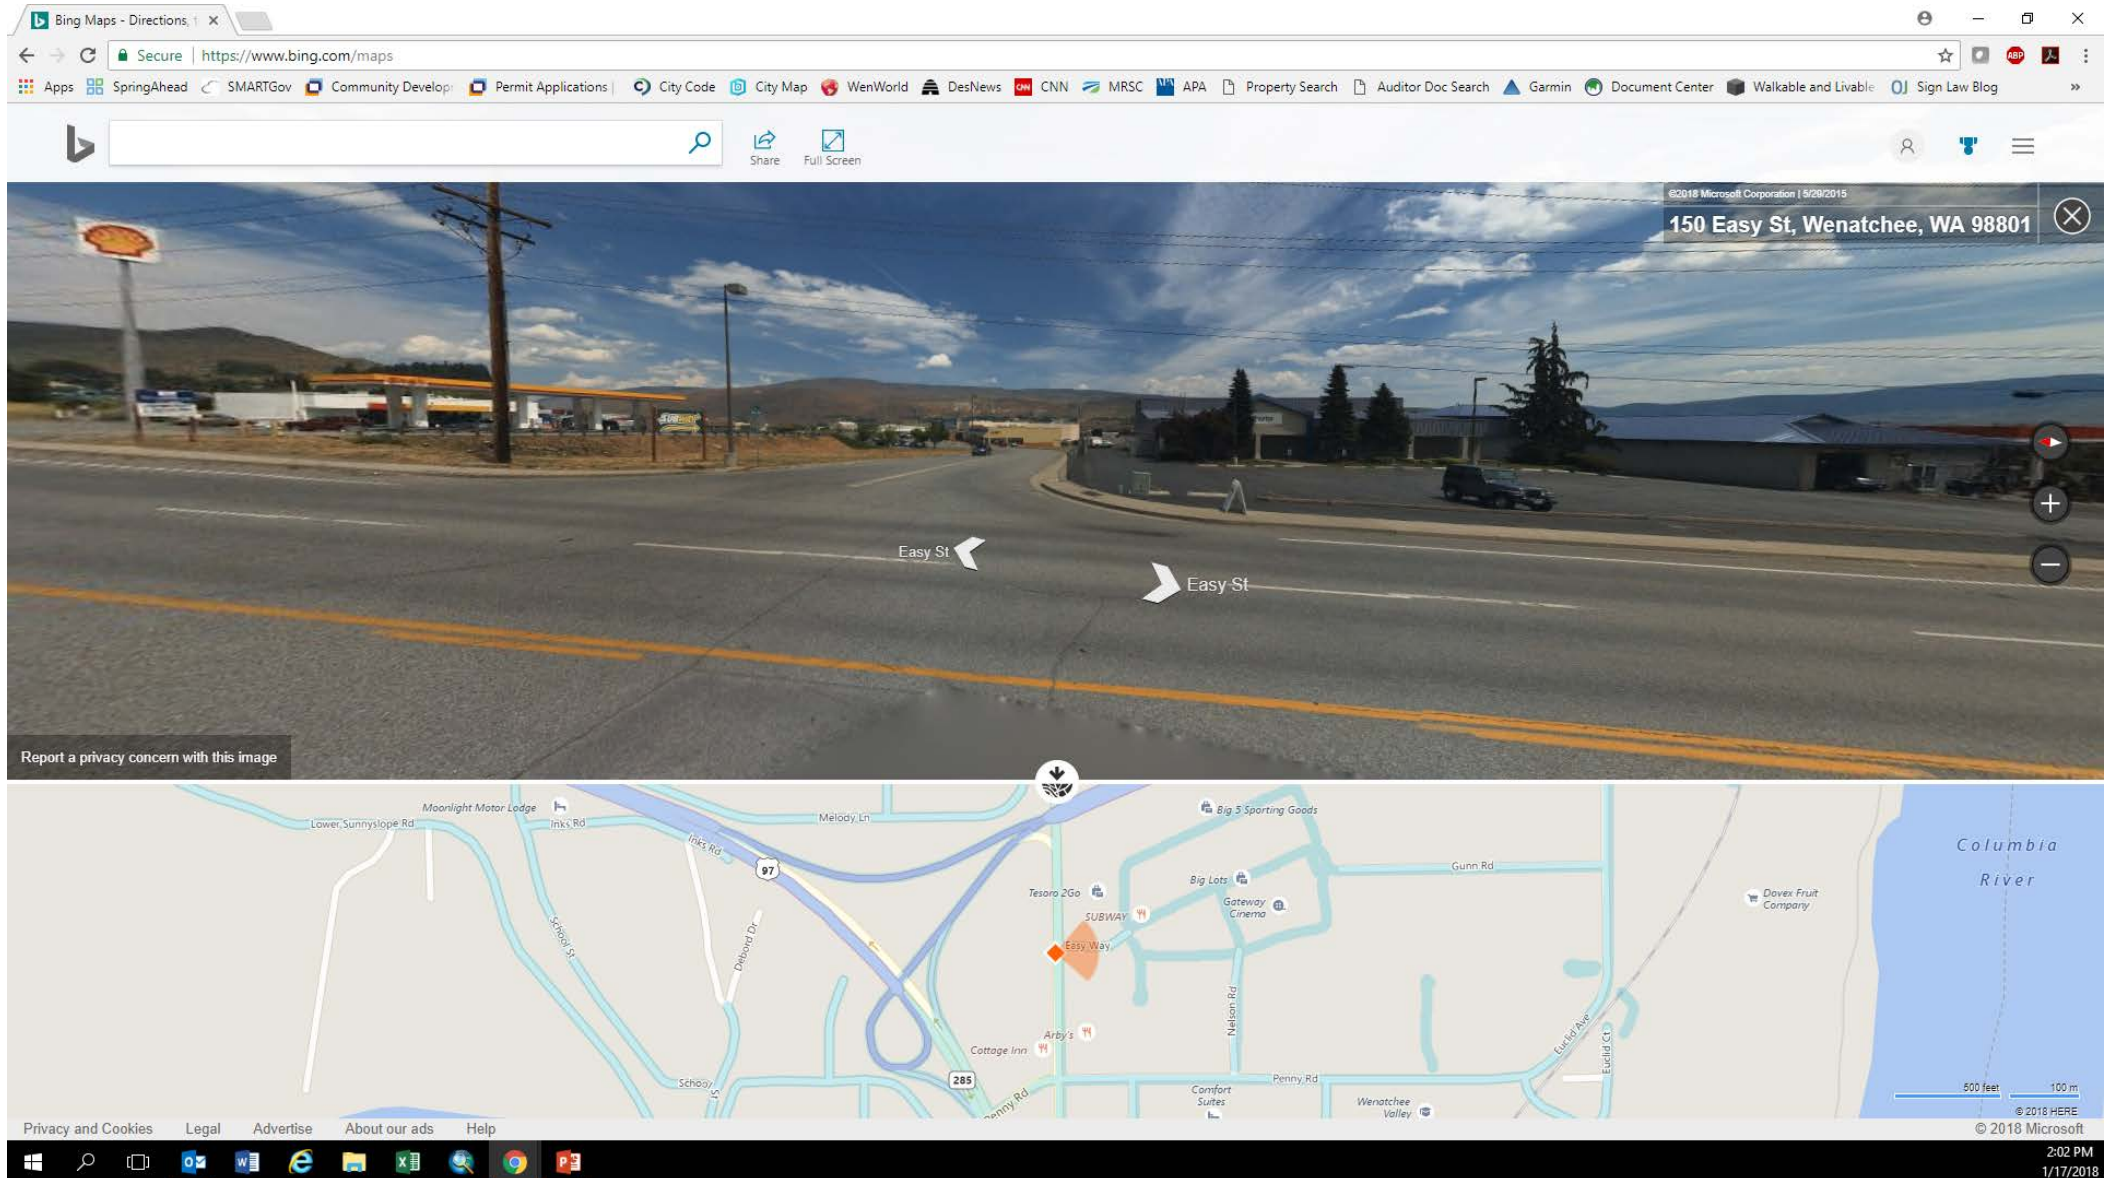 Bing Maps - Directions, t
Secure | https://www.bing.com/maps
ABP
Apps SpringAhead SMARTGov Community Develop Permit Applications | City Code City Map WenWorld DesNews CNN MRSC APA Property Search Auditor Doc Search Garmin Document Center Walkable and Livable Sign Law Blog »
Share Full Screen
©2018 Microsoft Corporation | 5/29/2015
150 Easy St, Wenatchee, WA 98801
SUBWAY
Easy St
Easy St
Report a privacy concern with this image
Moonlight Motor Lodge
Lower Sunnyslope Rd
Inks Rd
Melody Ln
Big 5 Sporting Goods
Inks Rd
Columbia
River
97
Gunn Rd
Big Lots
Tesoro 2Go
Gateway
Cinema
Dovex Fruit
Company
SUBWAY
School St
Debord Dr
Easy Way
Nelson Rd
Euclid Ave
Euclid Ct
Arby's
Cottage Inn
285
School St
Penny Rd
Penny Rd
Comfort
Suites
Wenatchee
Valley
500 feet 100 m
© 2018 HERE
Privacy and Cookies Legal Advertise About our ads Help
© 2018 Microsoft
2:02 PM
1/17/2018